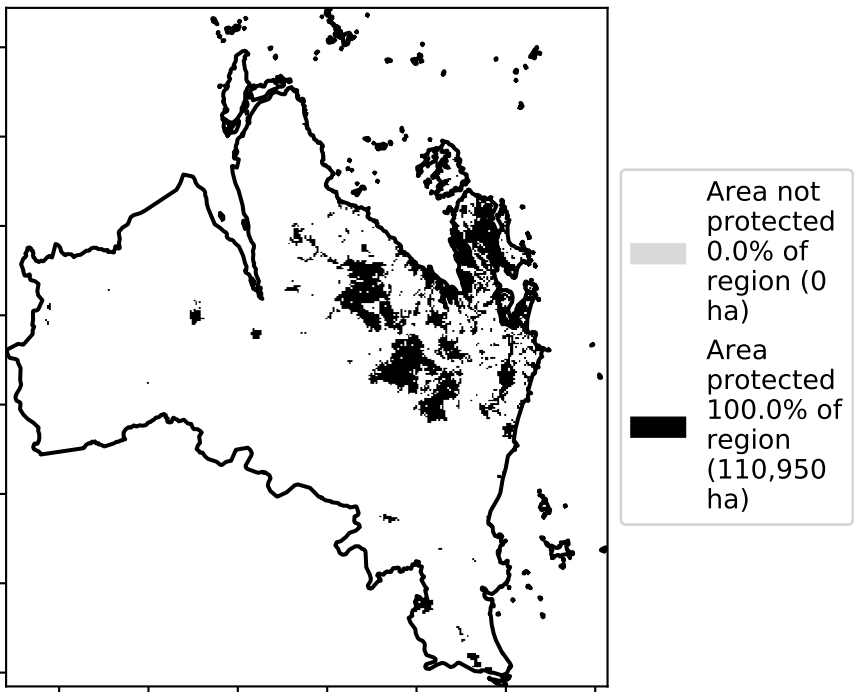 Area not
protected
0.0% of
region (0
ha)
Area
protected
100.0% of
region
(110,950
ha)